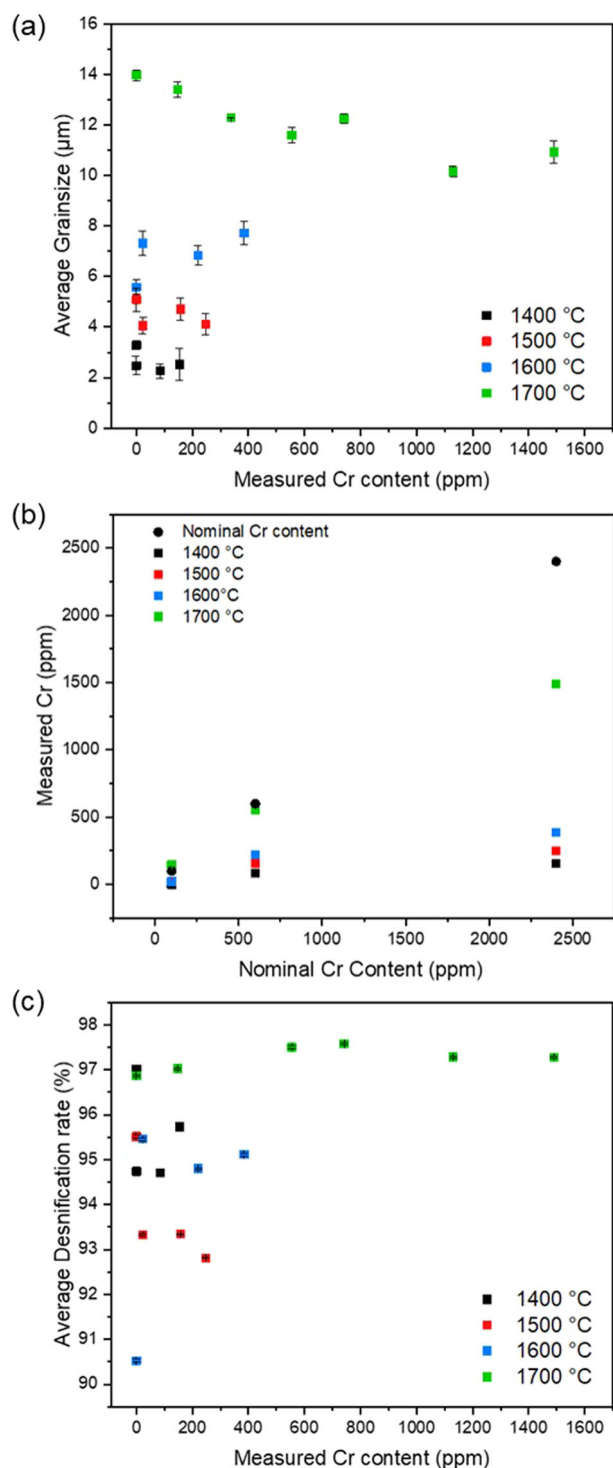 (a)
16
14
12
10
8
6
4
2
0
Average Grainsize (µm)
1400 °C
1500 °C
1600 °C
1700 °C
0 200 400 600 800 1000 1200 1400 1600
Measured Cr content (ppm)
(b)
Nominal Cr content
1400 °C
1500 °C
1600°C
1700 °C
2500
2000
1500
1000
500
0
Measured Cr (ppm)
0 500 1000 1500 2000 2500
Nominal Cr Content (ppm)
(c)
98
97
96
95
94
93
92
91
90
Average Desnification rate (%)
1400 °C
1500 °C
1600 °C
1700 °C
0 200 400 600 800 1000 1200 1400 1600
Measured Cr content (ppm)